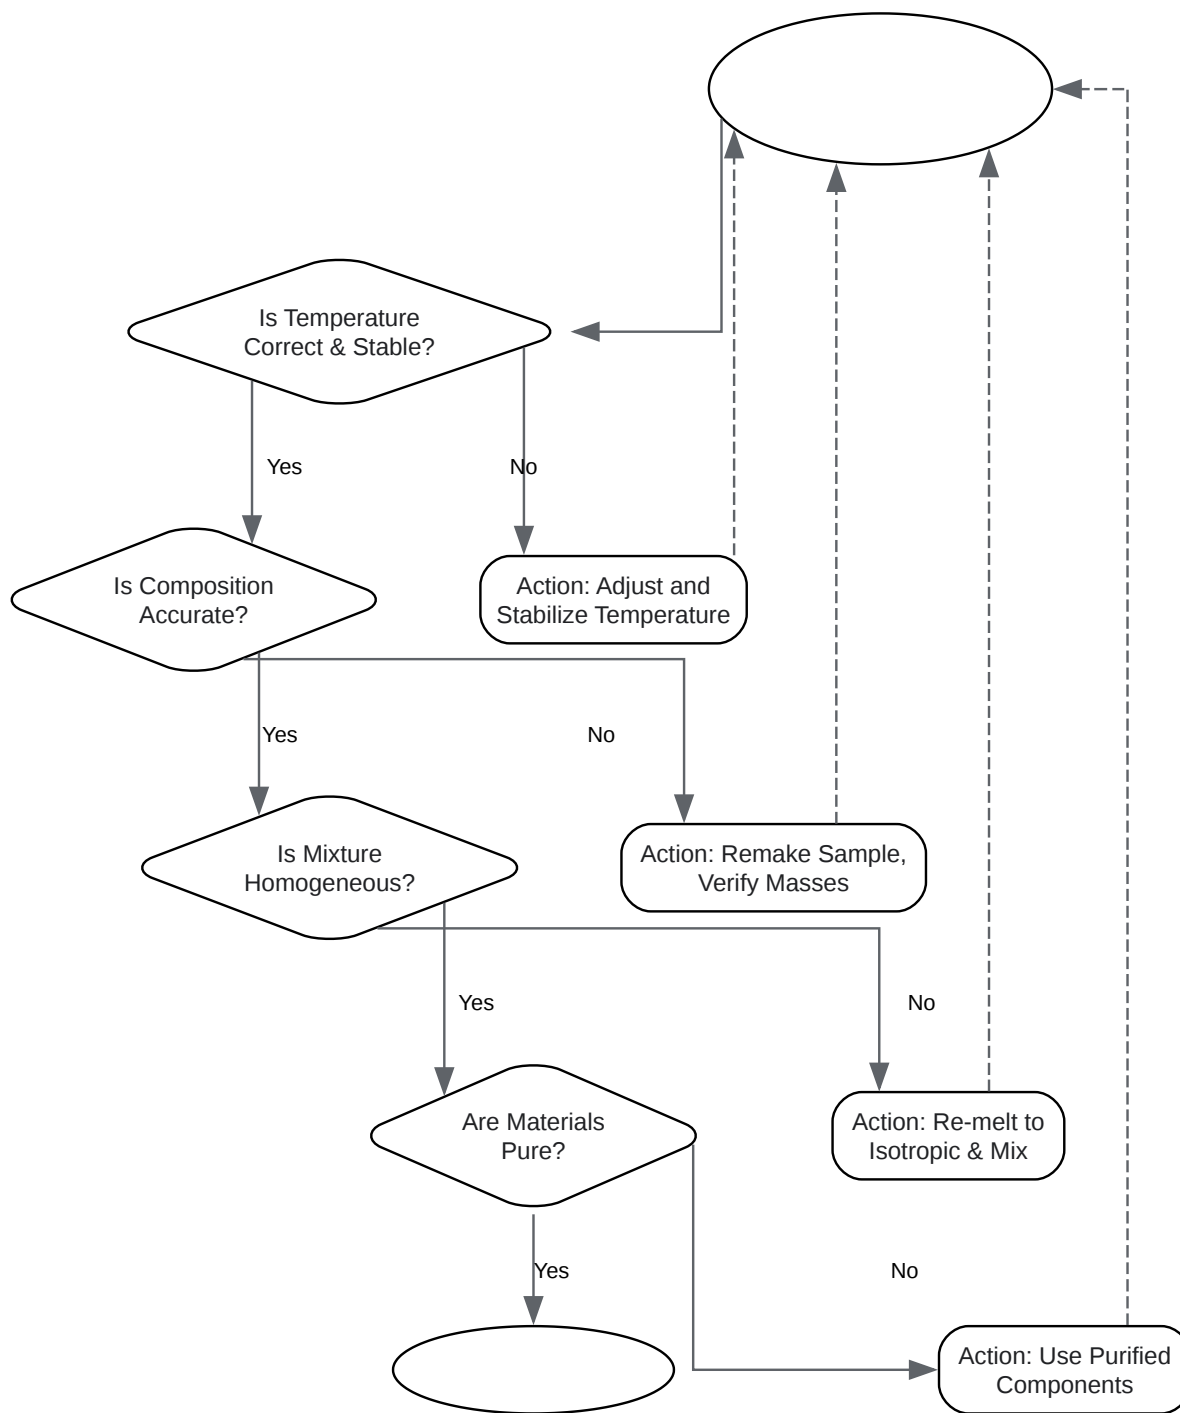 Is Temperature
Correct & Stable?
Yes
No
Is Composition
Accurate?
Action: Adjust and
Stabilize Temperature
Yes
No
Is Mixture
Homogeneous?
Action: Remake Sample,
Verify Masses
Yes
No
Are Materials
Pure?
Action: Re-melt to
Isotropic & Mix
Yes
No
Action: Use Purified
Components